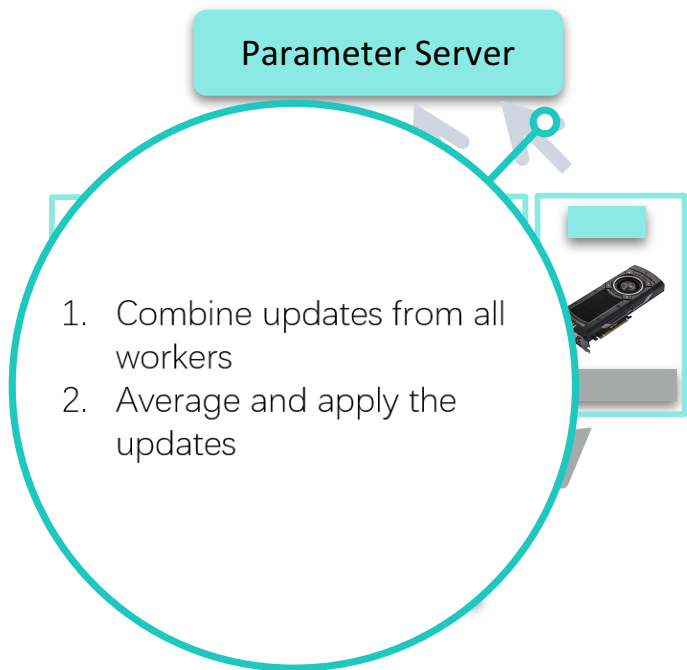 Parameter Server
1. Combine updates from all
workers
2. Average and apply the
updates